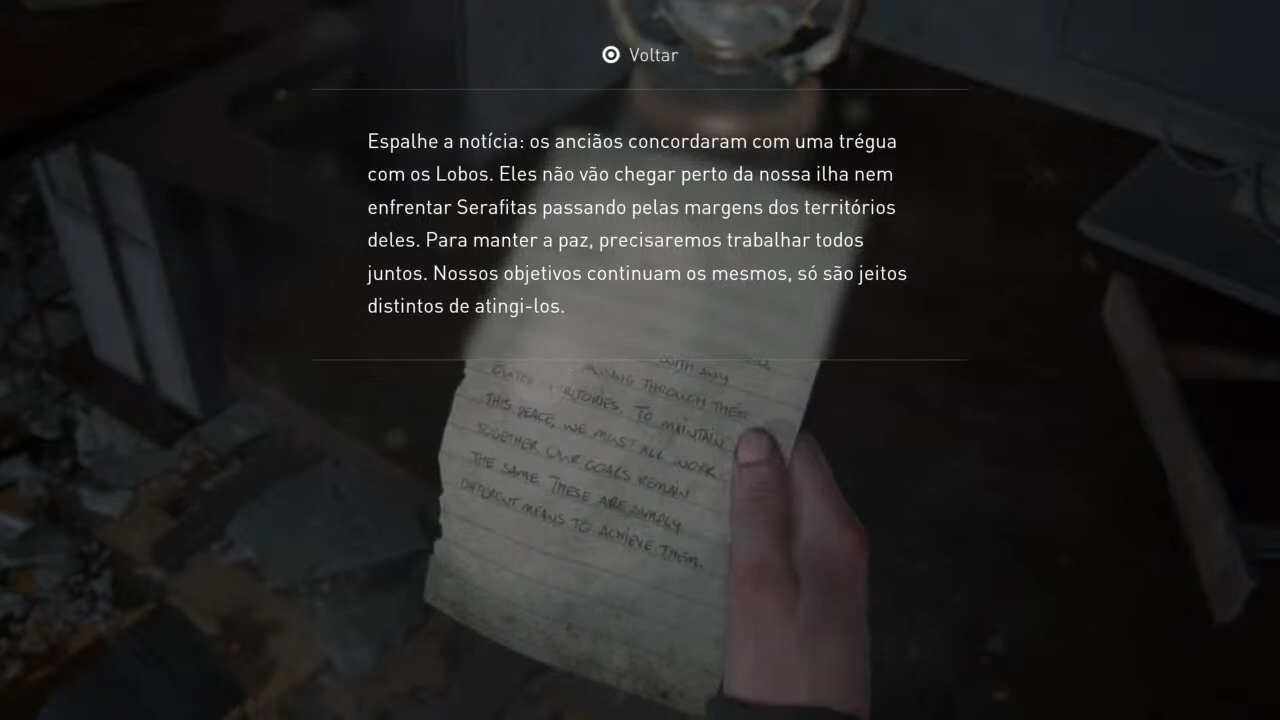 Voltar
Espalhe a notícia: os anciãos concordaram com uma trégua
com os Lobos. Eles não vão chegar perto da nossa ilha nem
enfrentar Serafitas passando pelas margens dos territórios
deles. Para manter a paz, precisaremos trabalhar todos
juntos. Nossos objetivos continuam os mesmos, só são jeitos
distintos de atingi-los.
WITH ANY
PASSING THROUGH THEIR
OUTER TERRITORIES. TO MAINTAIN
THIS PEACE, WE MUST ALL WORK
TOGETHER. OUR GOALS REMAIN
THE SAME. THESE ARE SIMPLY
DIFFERENT MEANS TO ACHIEVE THEM.